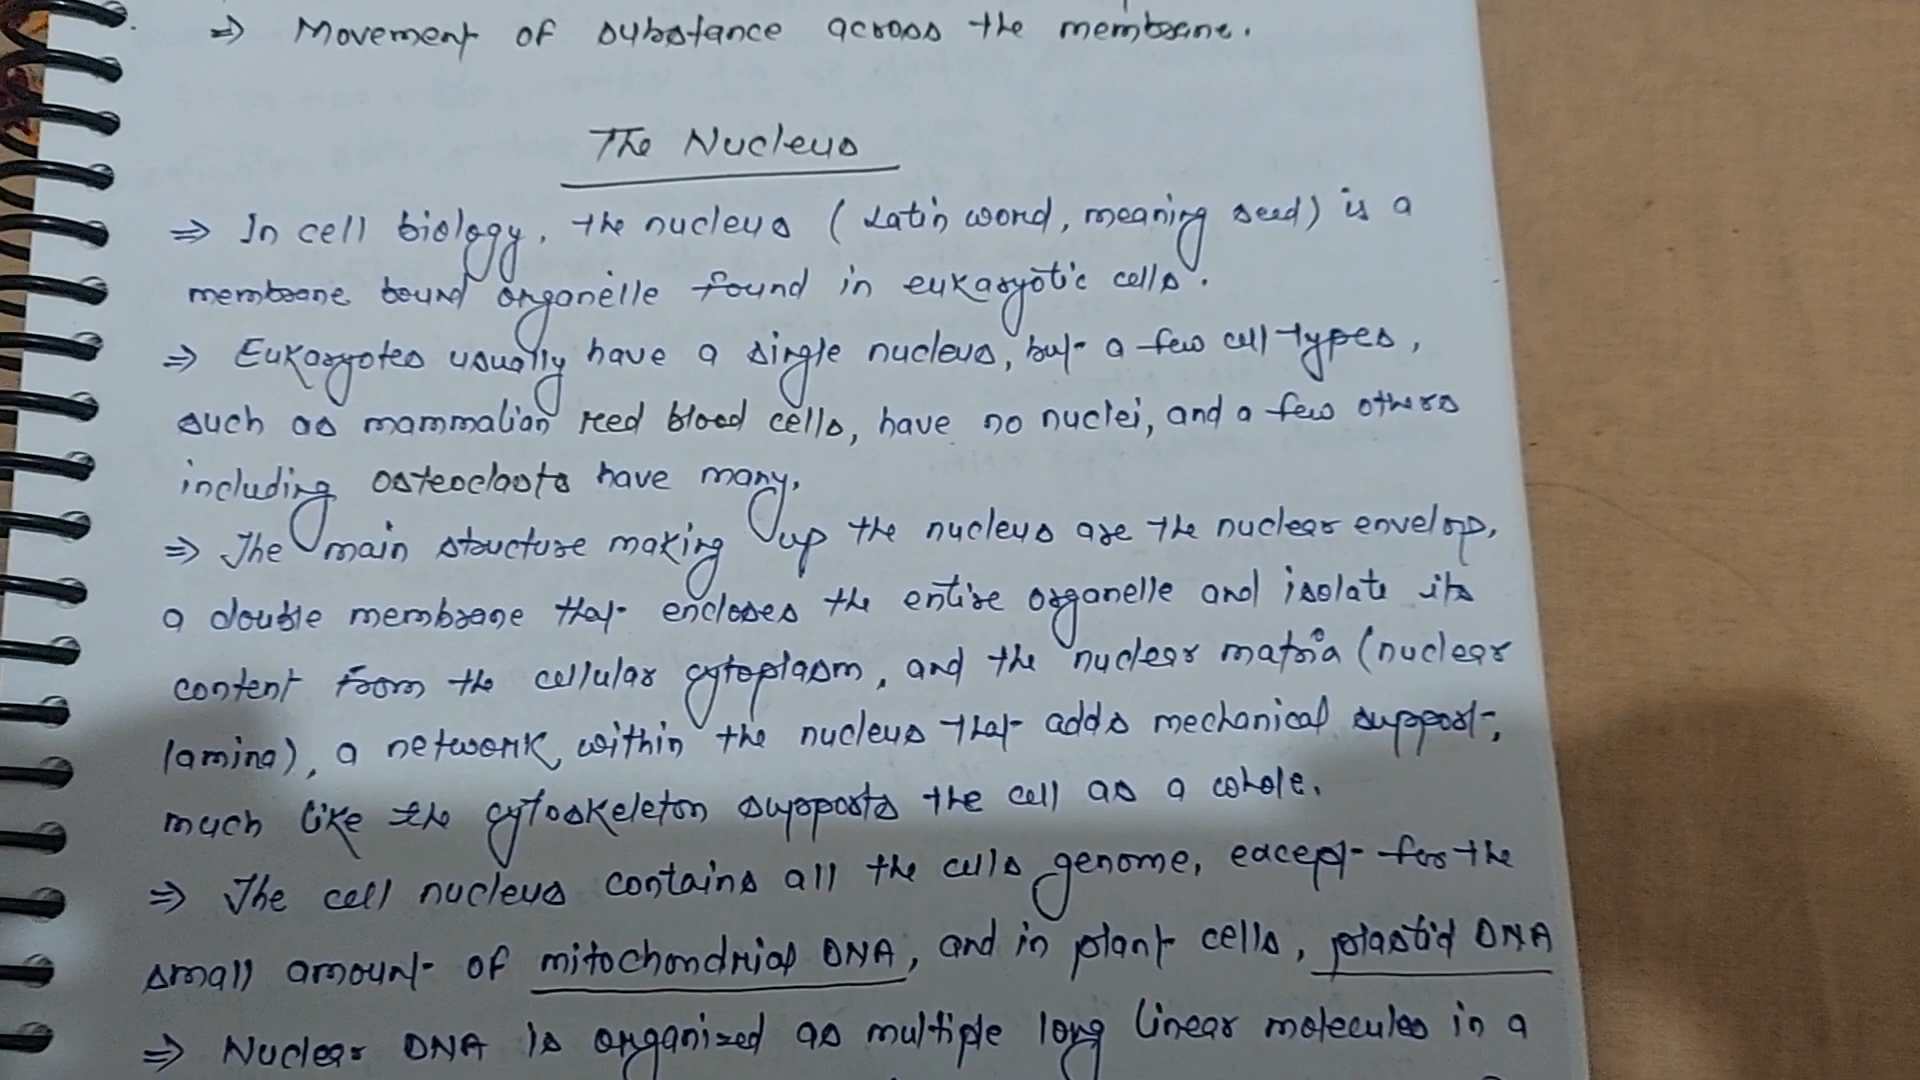 ⇒ Movement of substance across the membrane.
The Nucleus
⇒ In cell biology, the nucleus (Latin word, meaning seed) is a
membrane bound organelle found in eukaryotic cells.
⇒ Eukaryotes usually have a single nucleus, but a few cell types,
such as mammalian reed blood cells, have no nuclei, and a few others
including osteoclasts have many.
⇒ The main structure making up the nucleus are the nuclear envelop,
a double membrane that encloses the entire organelle and isolate its
content from the cellular cytoplasm, and the nuclear matrix (nuclear
lamina), a network within the nucleus that adds mechanical support,
much like the cytoskeleton supports the cell as a whole.
⇒ The cell nucleus contains all the cells genome, except for the
small amount of mitochondrial DNA, and in plant cells, plastid DNA
⇒ Nuclear DNA is organized as multiple long linear molecules in a